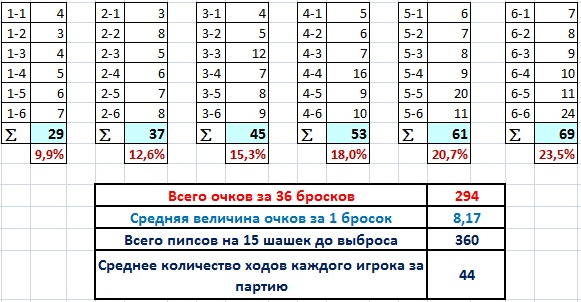 1-1 4 2-1 3 3-1 4 4-1 5 5-1 6 6-1 7
1-2 3 2-2 8 3-2 5 4-2 6 5-2 7 6-2 8
1-3 4 2-3 5 3-3 12 4-3 7 5-3 8 6-3 9
1-4 5 2-4 6 3-4 7 4-4 16 5-4 9 6-4 10
1-5 6 2-5 7 3-5 8 4-5 9 5-5 20 6-5 11
1-6 7 2-6 8 3-6 9 4-6 10 5-6 11 6-6 24
Σ 29 Σ 37 Σ 45 Σ 53 Σ 61 Σ 69
9,9% 12,6% 15,3% 18,0% 20,7% 23,5%
Всего очков за 36 бросков 294
Средняя величина очков за 1 бросок 8,17
Всего пипсов на 15 шашек до выброса 360
Среднее количество ходов каждого игрока за
партию 44